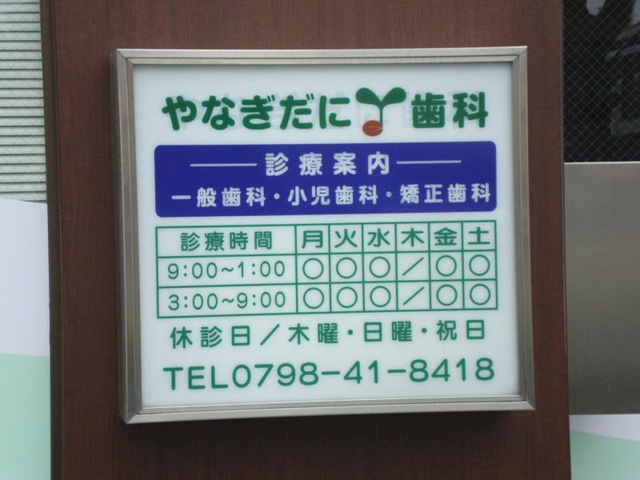 やなぎだに歯科
診療案内
一般歯科・小児歯科・矯正歯科
診療時間 月 火 水 木 金 土
9:00～1:00 ○ ○ ○ ／ ○ ○
3:00～9:00 ○ ○ ○ ／ ○ ○
休診日／木曜・日曜・祝日
TEL0798-41-8418